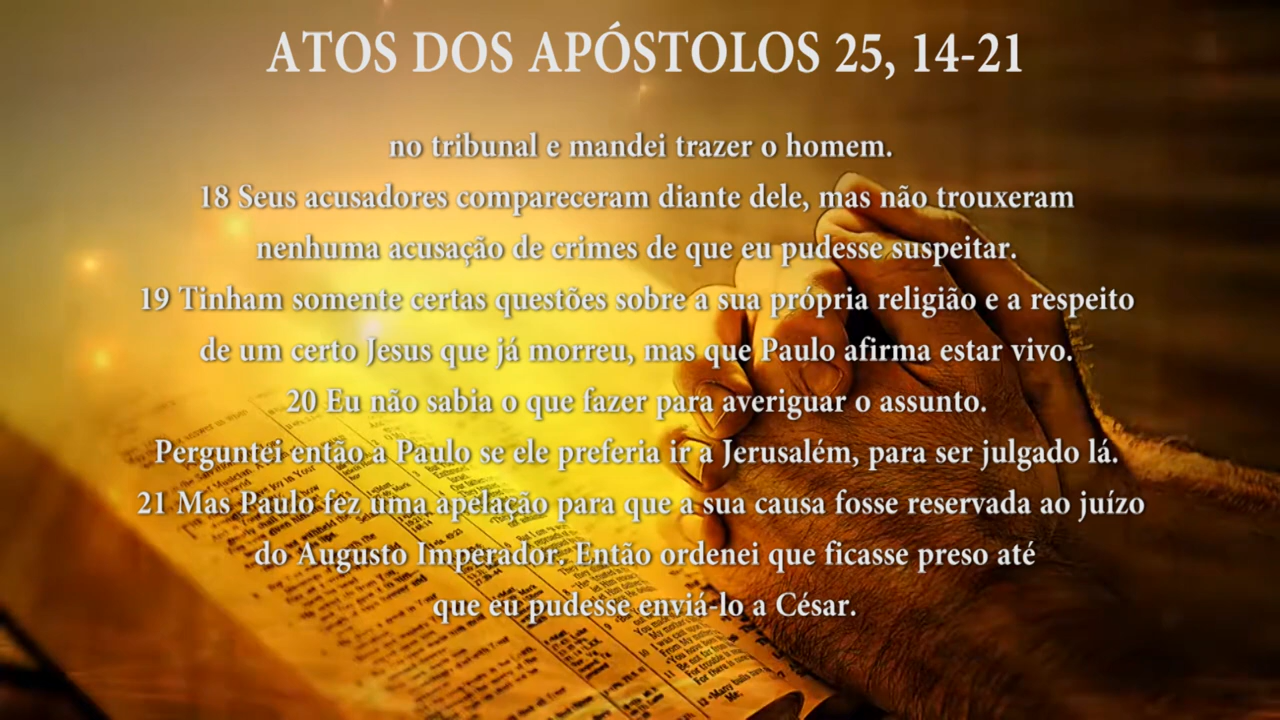 ATOS DOS APÓSTOLOS 25, 14-21
no tribunal e mandei trazer o homem.
18 Seus acusadores compareceram diante dele, mas não trouxeram
nenhuma acusação de crimes de que eu pudesse suspeitar.
19 Tinham somente certas questões sobre a sua própria religião e a respeito
de um certo Jesus que já morreu, mas que Paulo afirma estar vivo.
20 Eu não sabia o que fazer para averiguar o assunto.
Perguntei então a Paulo se ele preferia ir a Jerusalém, para ser julgado lá.
21 Mas Paulo fez uma apelação para que a sua causa fosse reservada ao juízo
do Augusto Imperador. Então ordenei que ficasse preso até
que eu pudesse enviá-lo a César.